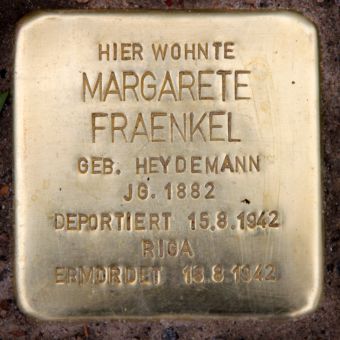 HIER WOHNTE
MARGARETE
FRAENKEL
GEB. HEYDEMANN
JG. 1882
DEPORTIERT 15.8.1942
RIGA
ERMORDET 18.8.1942